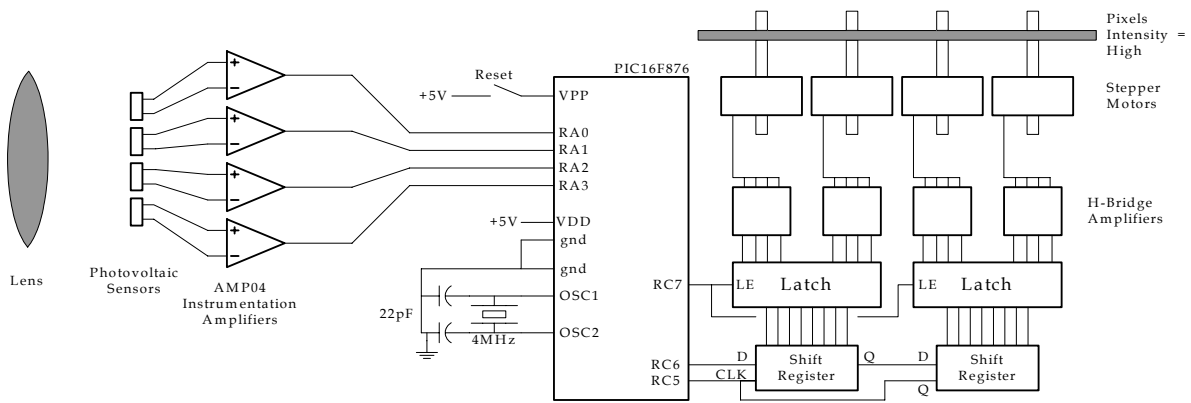 Lens
Photovoltaic
Sensors
+
−
+
−
+
−
+
−
AMP04
Instrumentation
Amplifiers
Reset
+5V
PIC16F876
VPP
RA0
RA1
RA2
RA3
+5V
VDD
gnd
gnd
OSC1
OSC2
22pF
4MHz
RC7
RC6
RC5
Pixels
Intensity =
High
Stepper
Motors
H-Bridge
Amplifiers
LE
Latch
LE
Latch
D
CLK
Shift
Register
Q
D
Q
Shift
Register